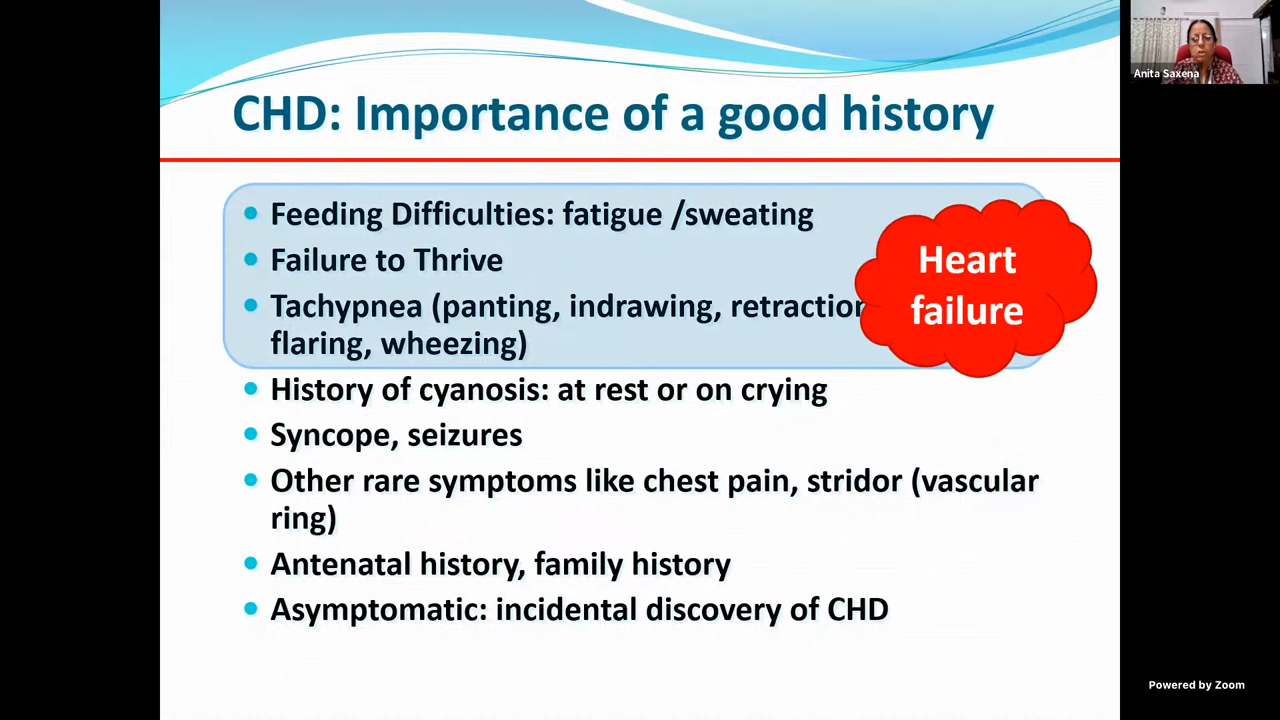 CHD: Importance of a good history
Feeding Difficulties: fatigue /sweating
Failure to Thrive
Tachypnea (panting, indrawing,
flaring, wheezing)
Heart
failure
History of cyanosis: at rest or on crying
Syncope, seizures
Other rare symptoms like chest pain, stridor (vascular
ring)
Antenatal history, family history
Asymptomatic: incidental discovery of CHD
Anita Saxena
Powered by Zoom